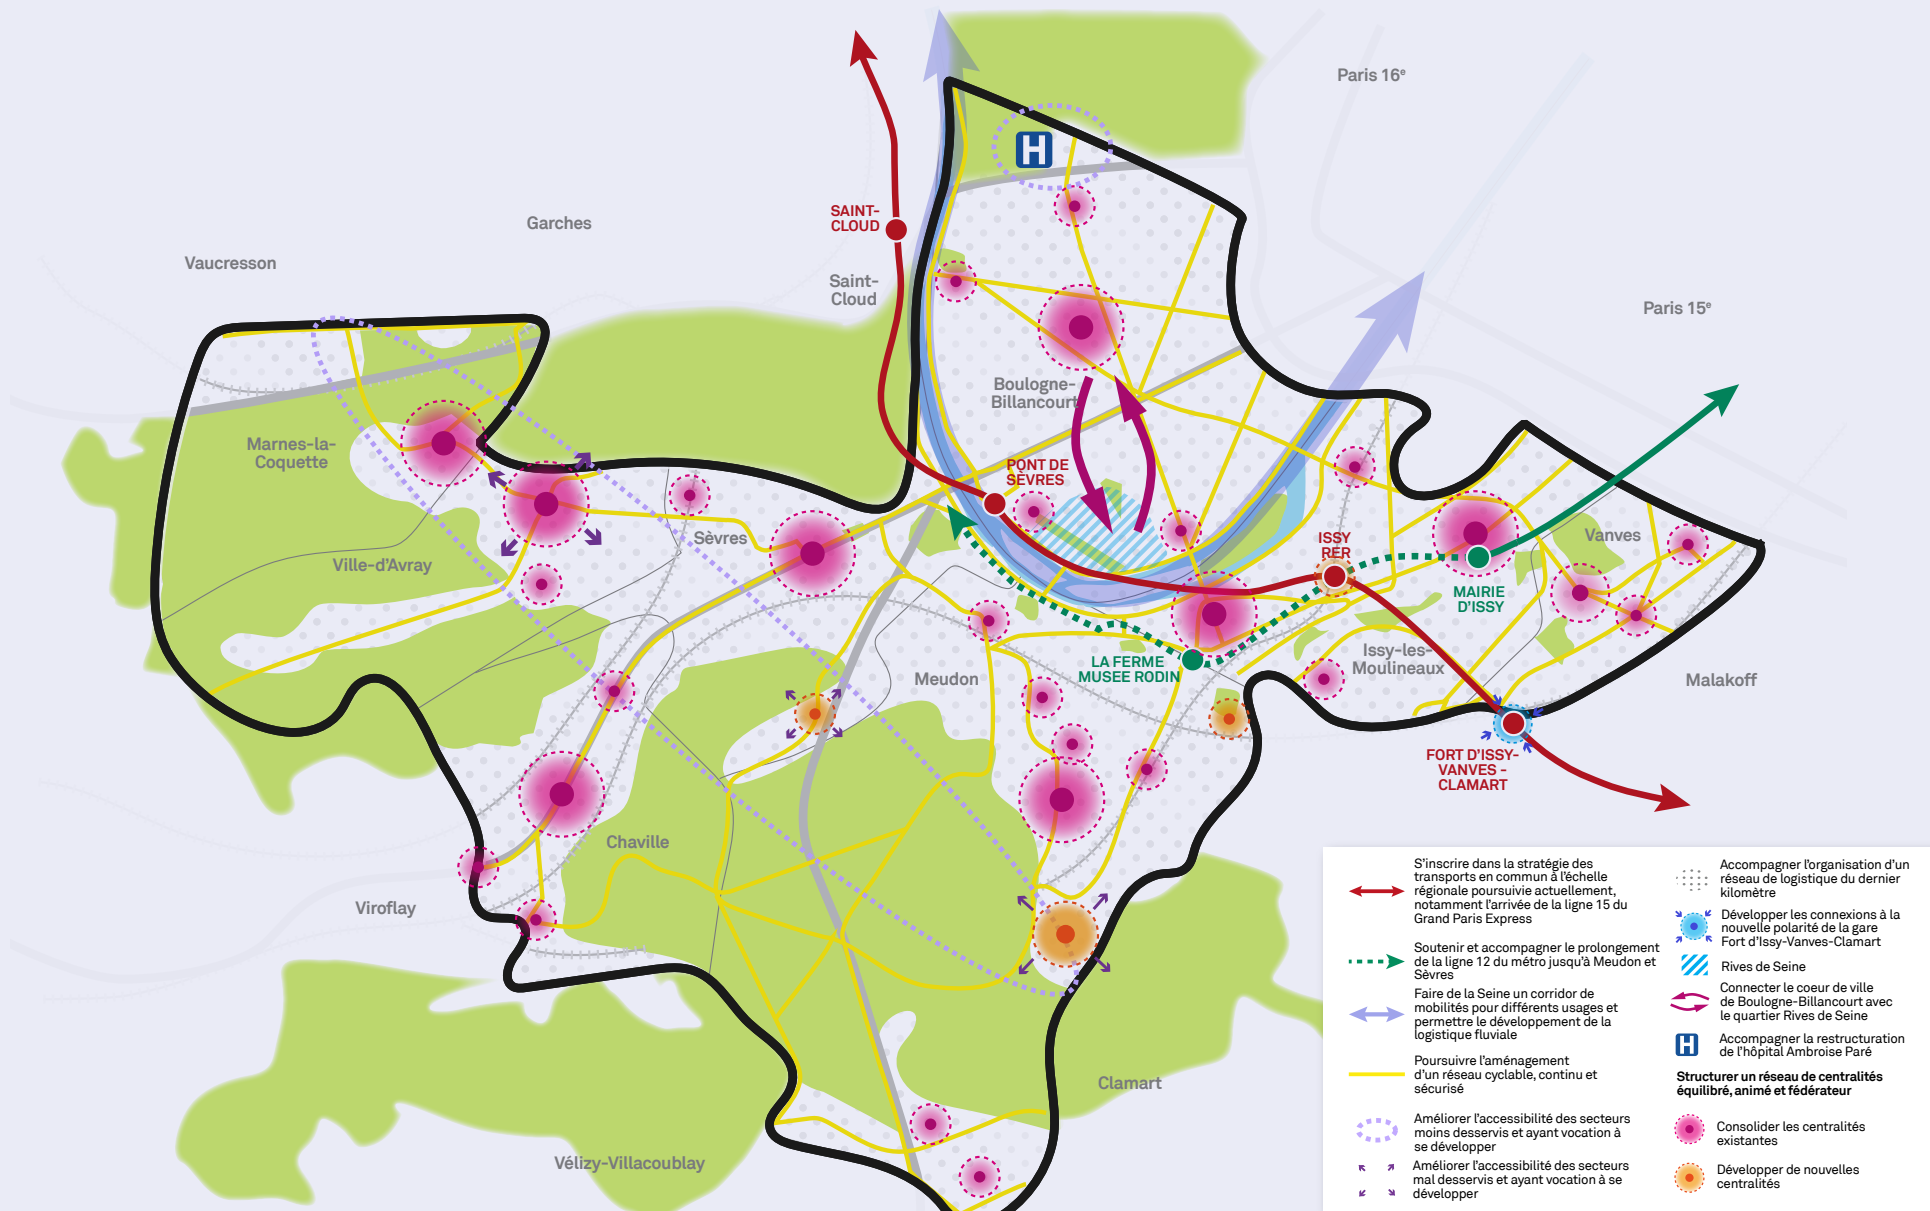 Paris 16e
Garches
Vaucresson
SAINT-
CLOUD
Saint-
Cloud
Paris 15e
Boulogne-
Billancourt
Marnes-la-
Coquette
PONT DE
SÈVRES
Sèvres
Ville-d'Avray
ISSY
RER
Vanves
MAIRIE
D'ISSY
Issy-les-
Moulineaux
LA FERME
MUSEE RODIN
Meudon
Malakoff
FORT D'ISSY-
VANVES -
CLAMART
Chaville
Viroflay
Clamart
Vélizy-Villacoublay
H
S'inscrire dans la stratégie des
transports en commun à l'échelle
régionale poursuivie actuellement,
notamment l'arrivée de la ligne 15 du
Grand Paris Express
Soutenir et accompagner le prolongement
de la ligne 12 du métro jusqu'à Meudon et
Sèvres
Faire de la Seine un corridor de
mobilités pour différents usages et
permettre le développement de la
logistique fluviale
Poursuivre l'aménagement
d'un réseau cyclable, continu et
sécurisé
Améliorer l'accessibilité des secteurs
moins desservis et ayant vocation à
se développer
Améliorer l'accessibilité des secteurs
mal desservis et ayant vocation à se
développer
Accompagner l'organisation d'un
réseau de logistique du dernier
kilomètre
Développer les connexions à la
nouvelle polarité de la gare
Fort d'Issy-Vanves-Clamart
Rives de Seine
Connecter le coeur de ville
de Boulogne-Billancourt avec
le quartier Rives de Seine
H
Accompagner la restructuration
de l'hôpital Ambroise Paré
Structurer un réseau de centralités
équilibré, animé et fédérateur
Consolider les centralités
existantes
Développer de nouvelles
centralités